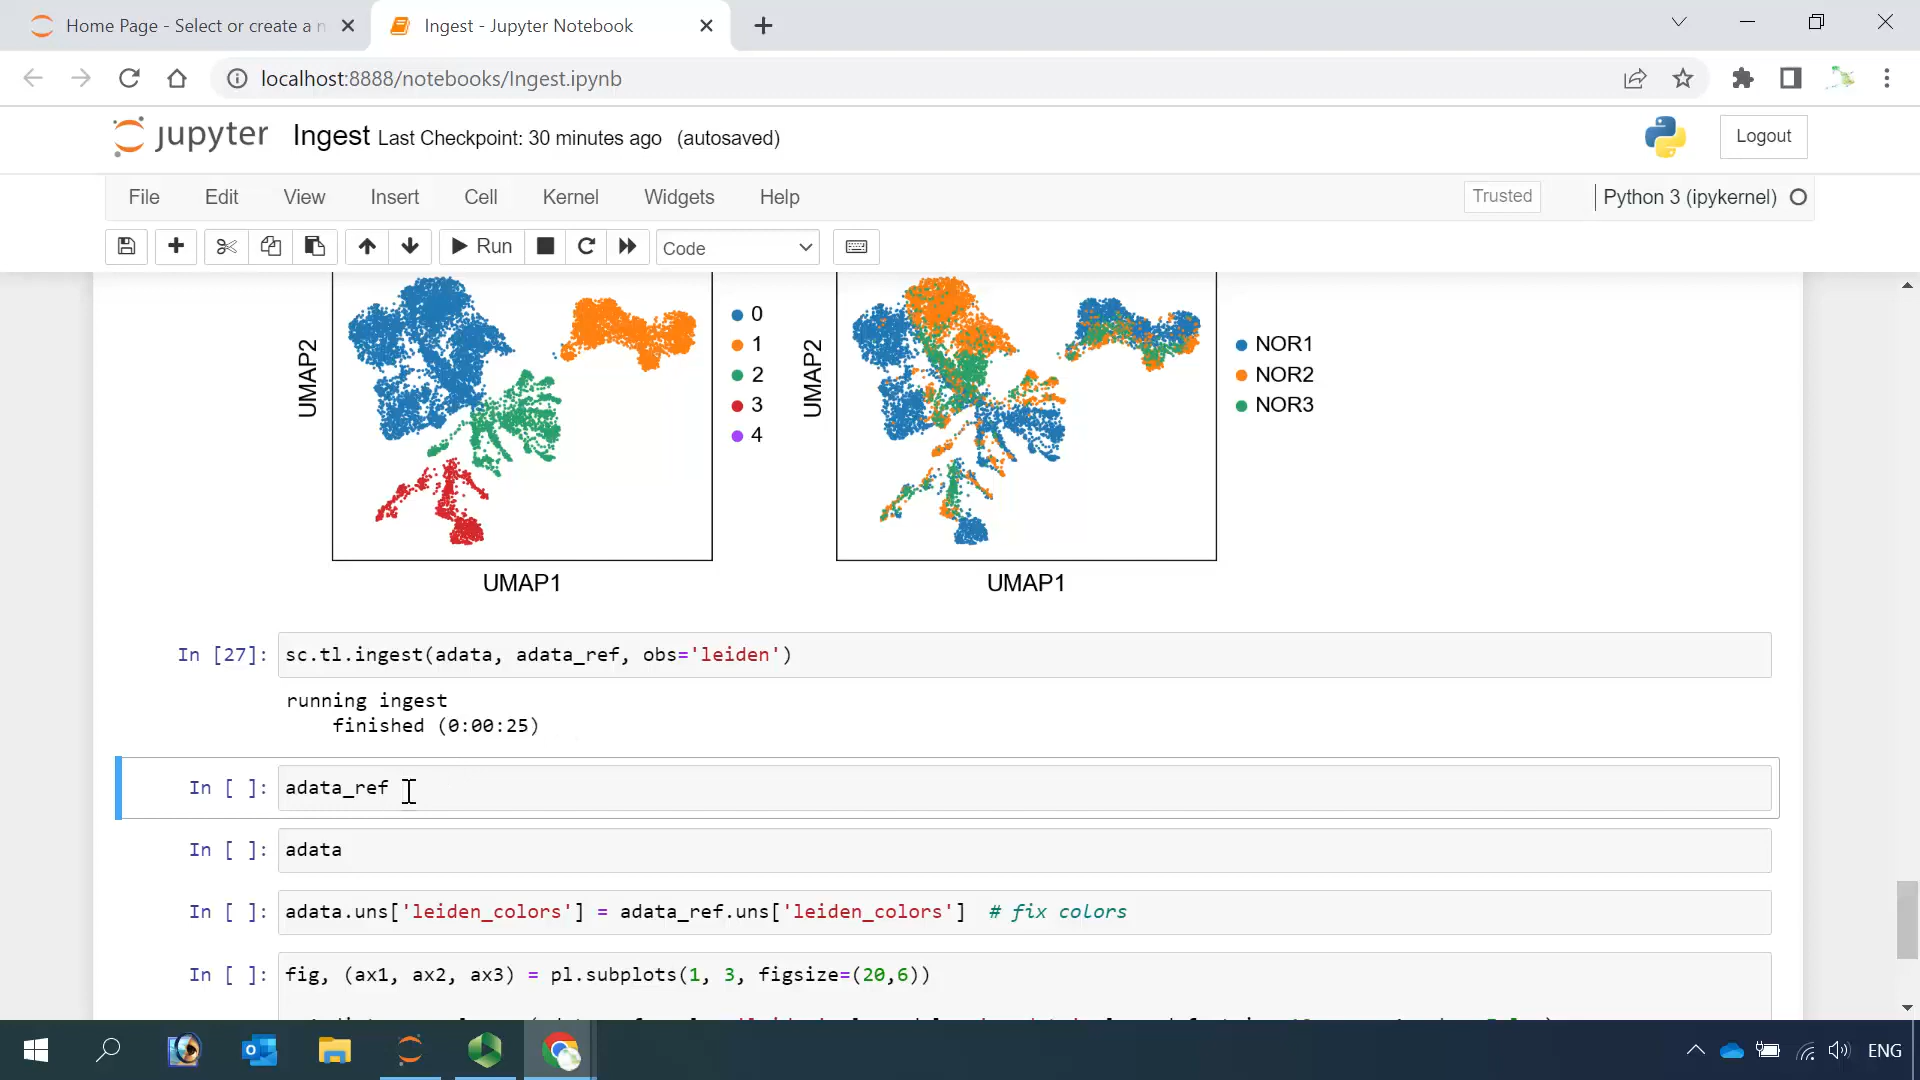 Home Page - Select or create a n
Ingest - Jupyter Notebook
localhost:8888/notebooks/Ingest.ipynb
jupyter Ingest Last Checkpoint: 30 minutes ago (autosaved)
Logout
File Edit View Insert Cell Kernel Widgets Help
Trusted
Python 3 (ipykernel)
Run
Code
UMAP2
0
1
2
3
4
UMAP1
UMAP2
NOR1
NOR2
NOR3
UMAP1
In [27]: sc.tl.ingest(adata, adata_ref, obs='leiden')
running ingest
finished (0:00:25)
In [ ]: adata_ref
In [ ]: adata
In [ ]: adata.uns['leiden_colors'] = adata_ref.uns['leiden_colors']  # fix colors
In [ ]: fig, (ax1, ax2, ax3) = pl.subplots(1, 3, figsize=(20,6))
ENG